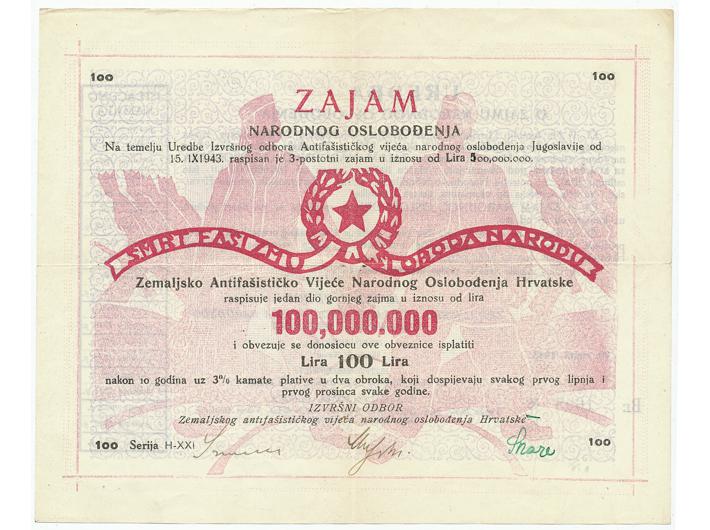 100 100
ZAJAM
NARODNOG OSLOBOĐENJA
Na temelju Uredbe Izvršnog odbora Antifašističkog vijeća narodnog oslobođenja Jugoslavije od
15. IX1943. raspisan je 3-postotni zajam u iznosu od Lira 500,000.000.
SMRT FAŠIZMU SLOBODA NARODU
Zemaljsko Antifašističko Vijeće Narodnog Oslobođenja Hrvatske
raspisuje jedan dio gornjeg zajma u iznosu od lira
100,000.000
i obvezuje se donosiocu ove obveznice isplatiti
Lira 100 Lira
nakon 10 godina uz 3% kamate plative u dva obroka, koji dospijevaju svakog prvog lipnja i
prvog prosinca svake godine.
IZVRŠNI ODBOR
Zemaljskog antifašističkog vijeća narodnog oslobođenja Hrvatske
100 Serija H-XXI 100